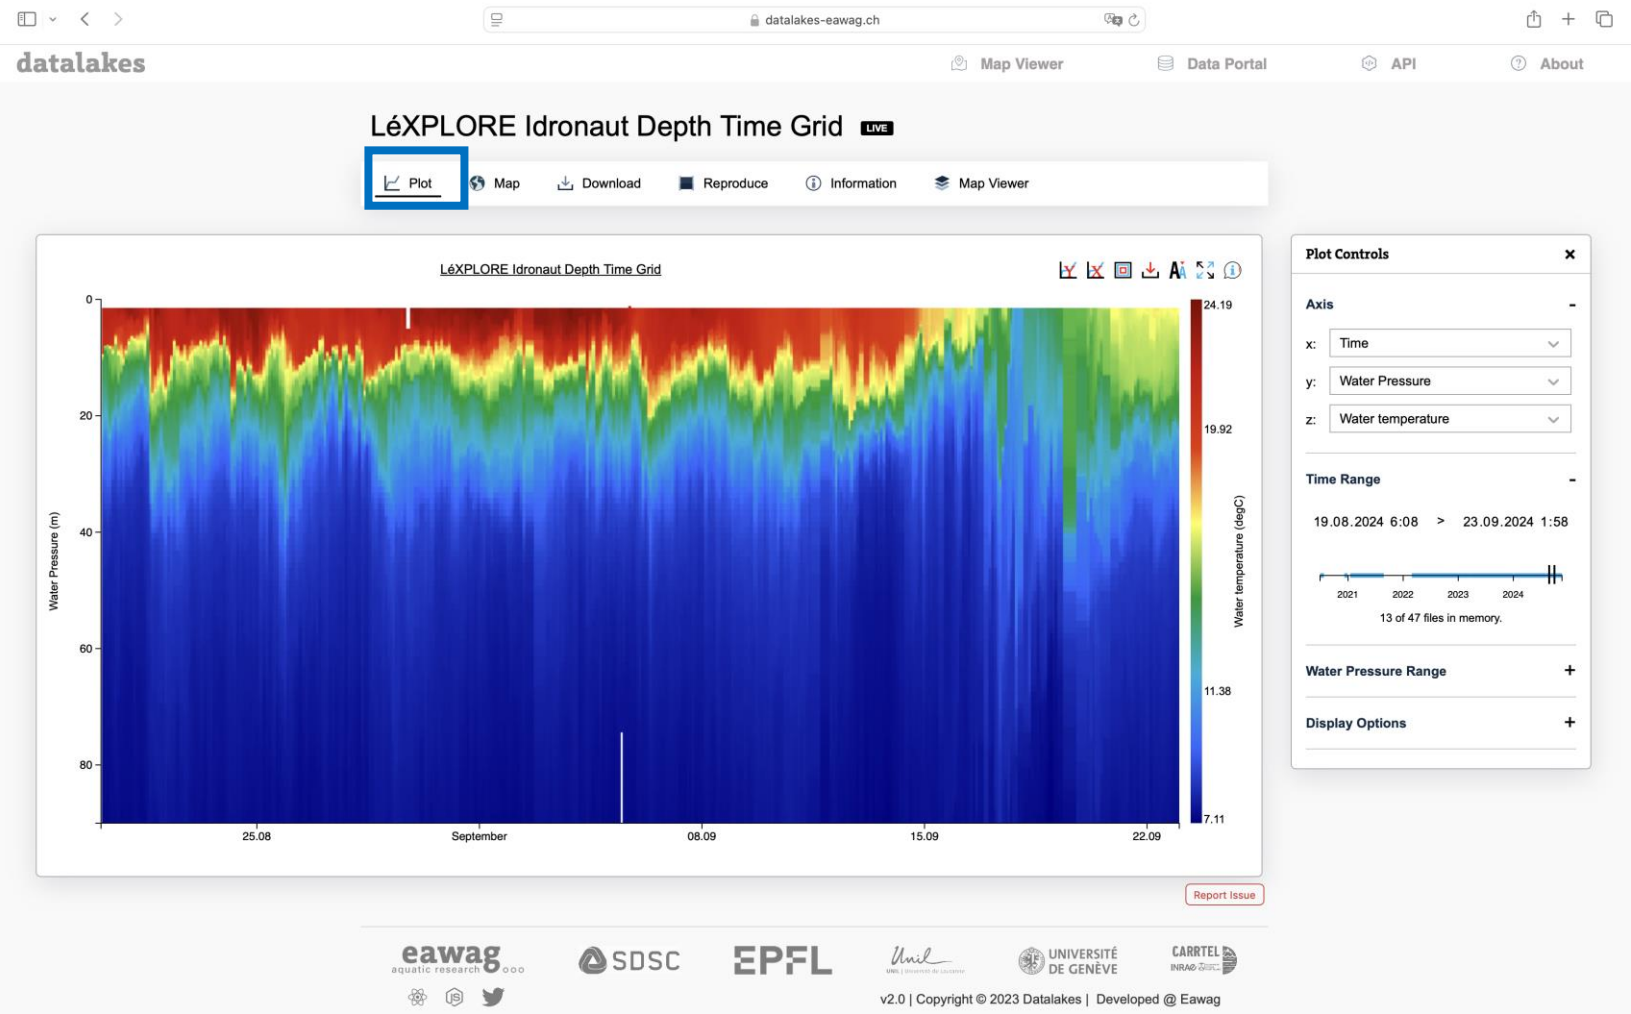 datalakes-eawag.ch
datalakes
Map Viewer
Data Portal
API
About
LéXPLORE Idronaut Depth Time Grid LIVE
Plot
Map
Download
Reproduce
Information
Map Viewer
LéXPLORE Idronaut Depth Time Grid
0
20
40
60
80
Water Pressure (m)
25.08
September
08.09
15.09
22.09
24.19
19.92
11.38
7.11
Water temperature (degC)
Plot Controls
Axis -
x: Time
y: Water Pressure
z: Water temperature
Time Range -
19.08.2024 6:08 > 23.09.2024 1:58
2021 2022 2023 2024
13 of 47 files in memory.
Water Pressure Range +
Display Options +
Report Issue
eawag
aquatic research
SDSC
EPFL
Unil
UNIVERSITÉ
DE GENÈVE
CARRTEL
INRAE
JS
v2.0 | Copyright © 2023 Datalakes | Developed @ Eawag